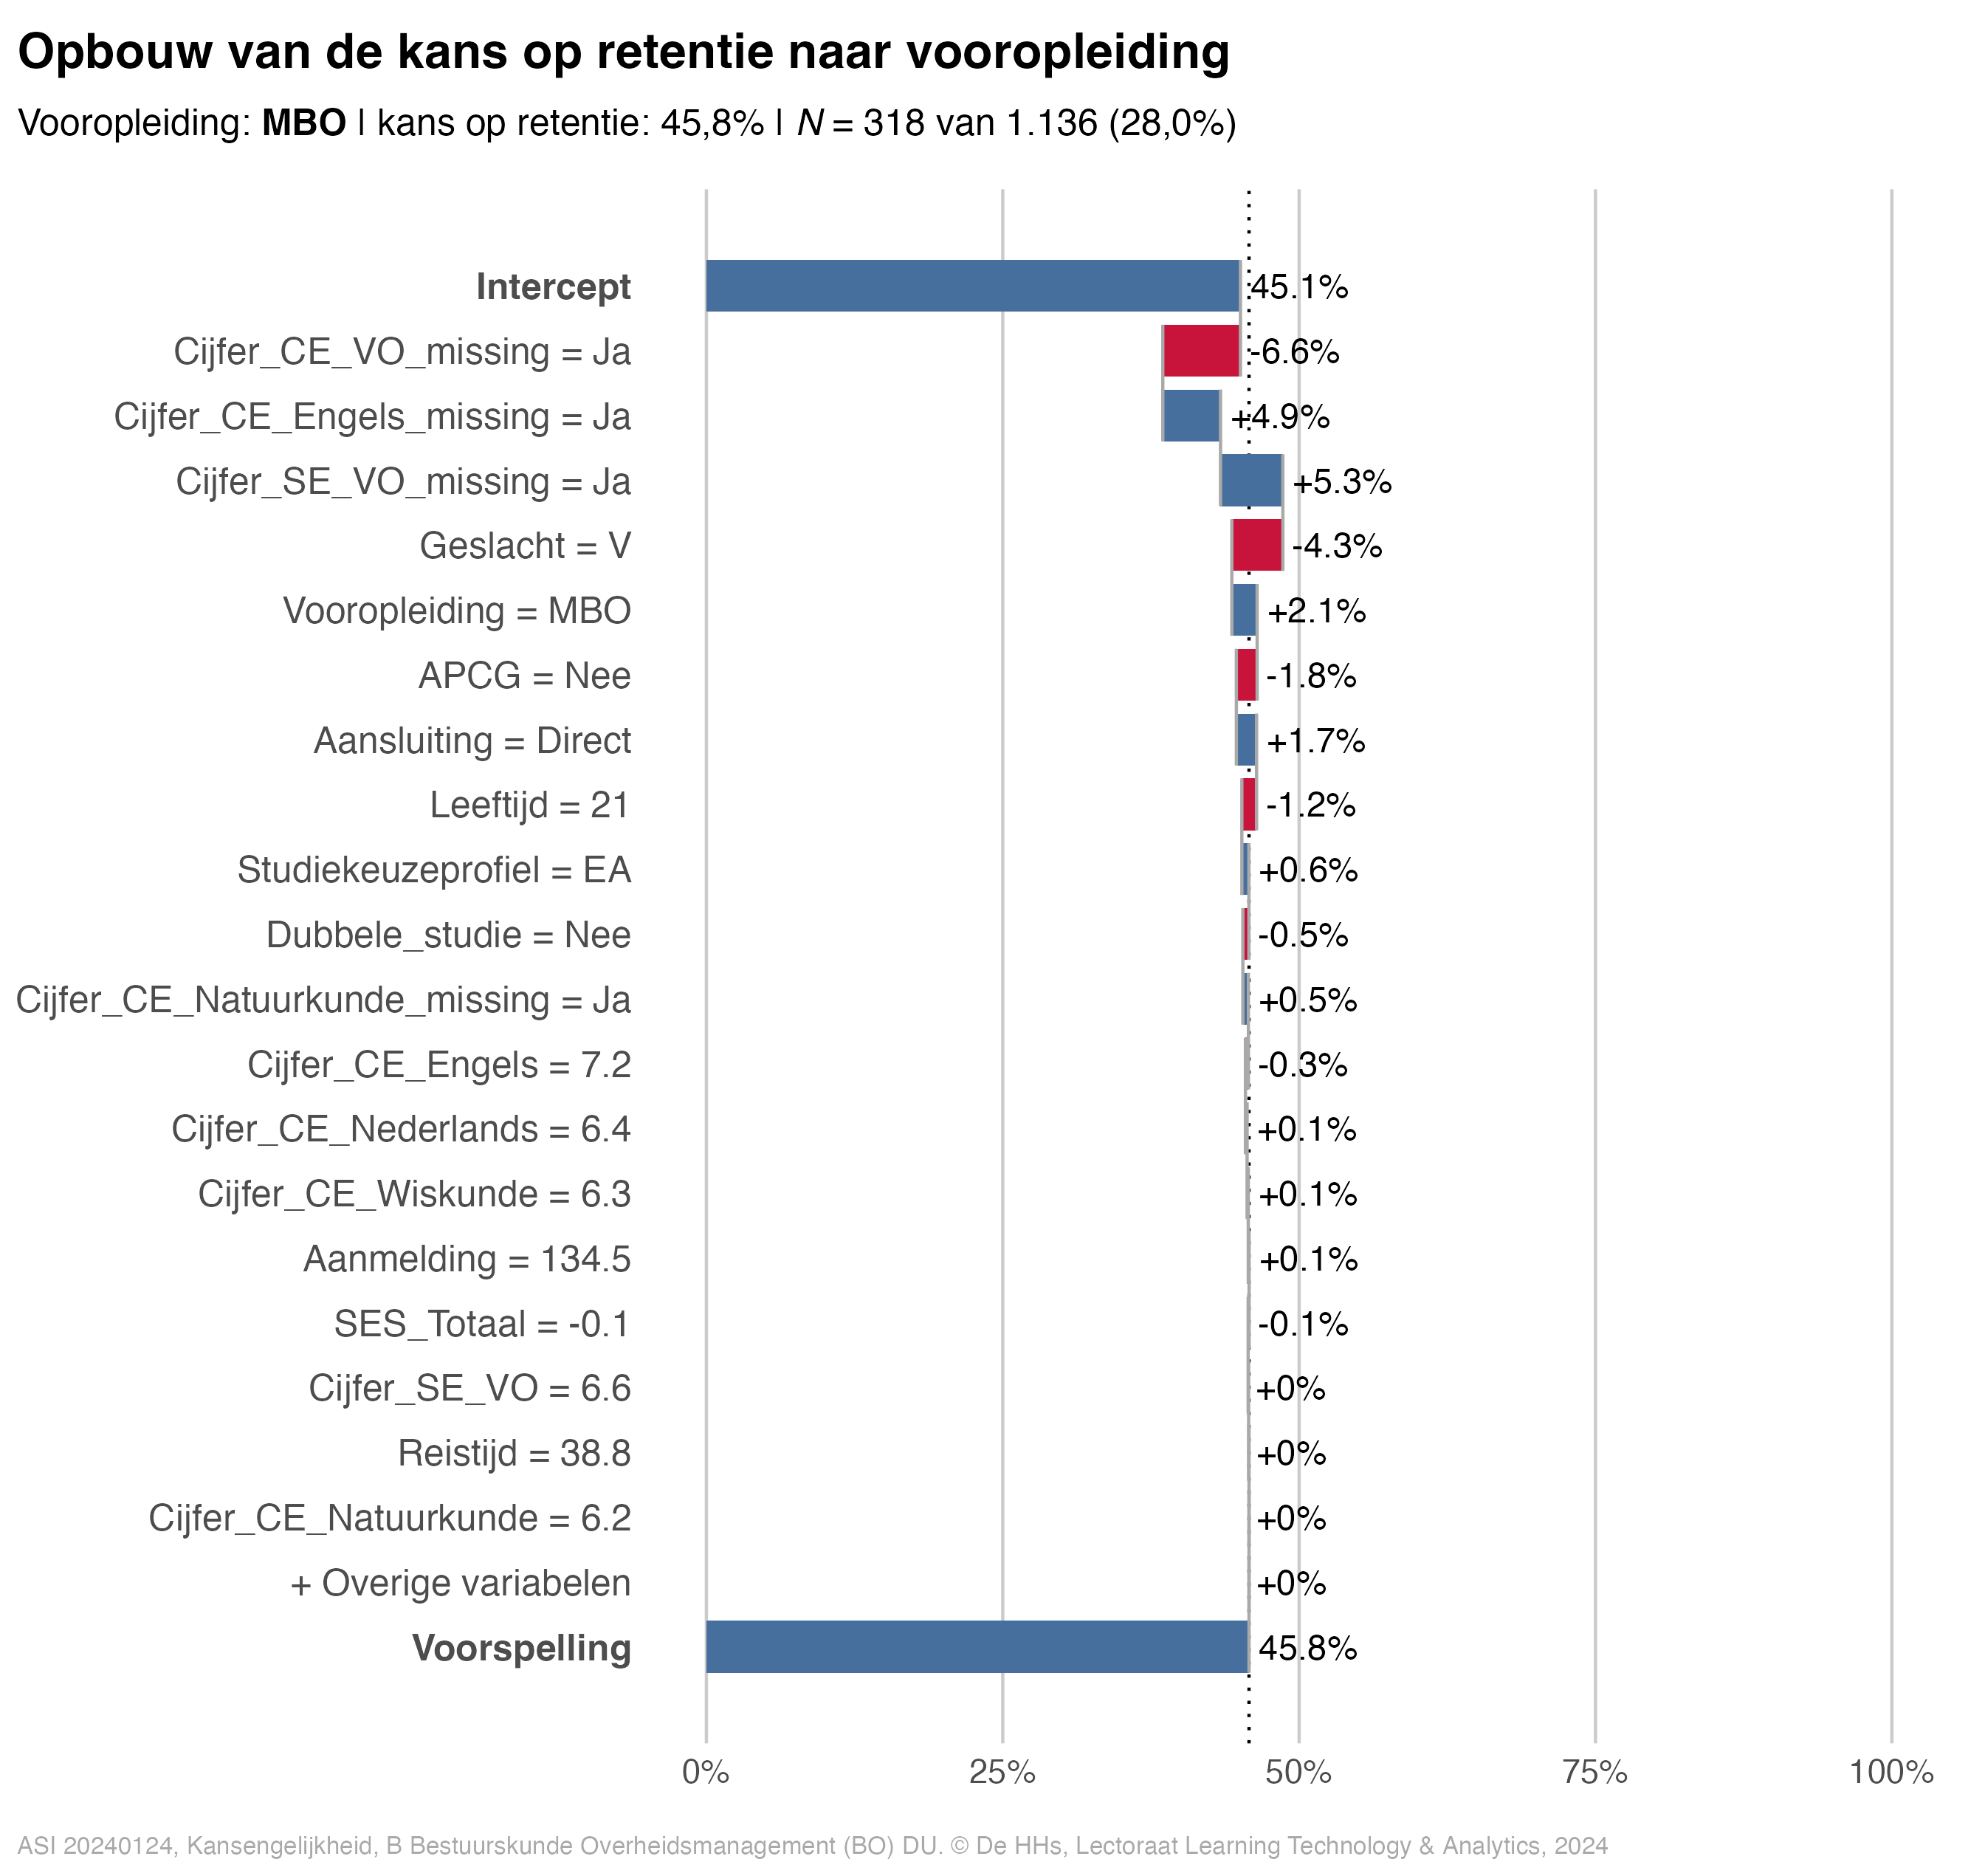 Opbouw van de kans op retentie naar vooropleiding
Vooropleiding: MBO | kans op retentie: 45,8% | N = 318 van 1.136 (28,0%)
Intercept 45.1%
Cijfer_CE_VO_missing = Ja -6.6%
Cijfer_CE_Engels_missing = Ja +4.9%
Cijfer_SE_VO_missing = Ja +5.3%
Geslacht = V -4.3%
Vooropleiding = MBO +2.1%
APCG = Nee -1.8%
Aansluiting = Direct +1.7%
Leeftijd = 21 -1.2%
Studiekeuzeprofiel = EA +0.6%
Dubbele_studie = Nee -0.5%
Cijfer_CE_Natuurkunde_missing = Ja +0.5%
Cijfer_CE_Engels = 7.2 -0.3%
Cijfer_CE_Nederlands = 6.4 +0.1%
Cijfer_CE_Wiskunde = 6.3 +0.1%
Aanmelding = 134.5 +0.1%
SES_Totaal = -0.1 -0.1%
Cijfer_SE_VO = 6.6 +0%
Reistijd = 38.8 +0%
Cijfer_CE_Natuurkunde = 6.2 +0%
+ Overige variabelen +0%
Voorspelling 45.8%
0% 25% 50% 75% 100%
ASI 20240124, Kansengelijkheid, B Bestuurskunde Overheidsmanagement (BO) DU. © De HHs, Lectoraat Learning Technology & Analytics, 2024